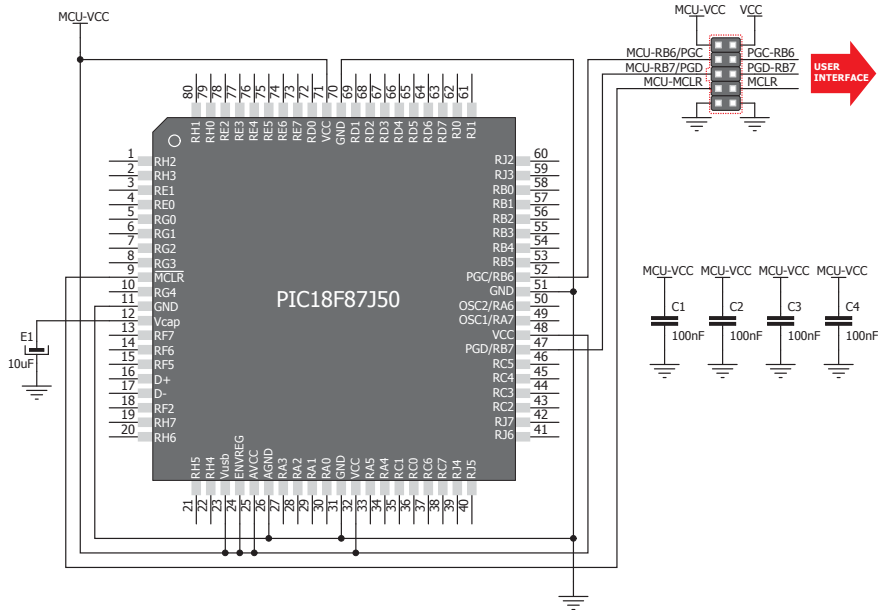 MCU-VCC
MCU-VCC VCC
MCU-RB6/PGC PGC-RB6
MCU-RB7/PGD PGD-RB7
MCU-MCLR MCLR
USER
INTERFACE
80 79 78 77 76 75 74 73 72 71 70 69 68 67 66 65 64 63 62 61
RH1 RH0 RE2 RE3 RE4 RE5 RE6 RE7 RD0 VCC GND RD1 RD2 RD3 RD4 RD5 RD6 RD7 RJ0 RJ1
1 RH2
2 RH3
3 RE1
4 RE0
5 RG0
6 RG1
7 RG2
8 RG3
9 MCLR
10 RG4
11 GND
12 Vcap
13 RF7
14 RF6
15 RF5
16 D+
17 D-
18 RF2
19 RH7
20 RH6
PIC18F87J50
RJ2 60
RJ3 59
RB0 58
RB1 57
RB2 56
RB3 55
RB4 54
RB5 53
PGC/RB6 52
GND 51
OSC2/RA6 50
OSC1/RA7 49
VCC 48
PGD/RB7 47
RC5 46
RC4 45
RC3 44
RC2 43
RJ7 42
RJ6 41
RH5 RH4 Vusb ENVREG AVCC AGND RA3 RA2 RA1 RA0 GND VCC RA5 RA4 RC1 RC0 RC6 RC7 RJ4 RJ5
21 22 23 24 25 26 27 28 29 30 31 32 33 34 35 36 37 38 39 40
E1
10uF
MCU-VCC MCU-VCC MCU-VCC MCU-VCC
C1 C2 C3 C4
100nF 100nF 100nF 100nF